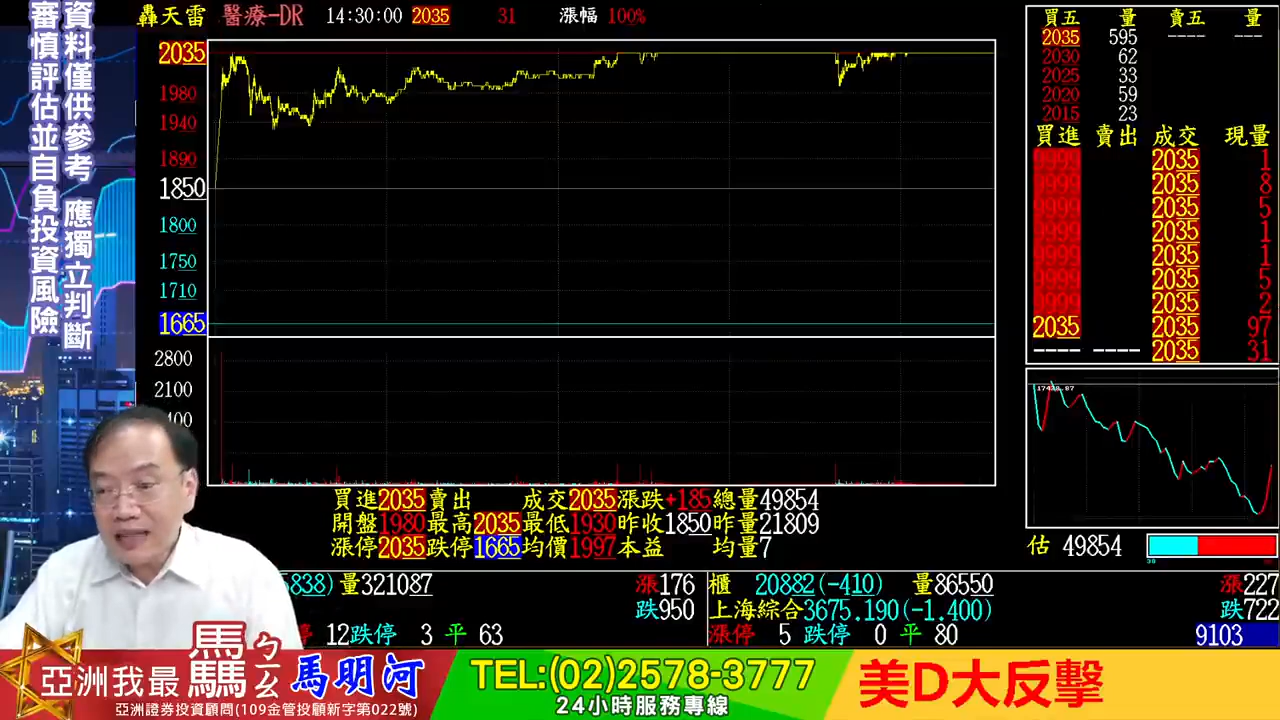 資料僅供參考 應獨立判斷
審慎評估並自負投資風險
轟天雷 醫療-DR 14:30:00 2035 31 漲幅 100%
2035
1980
1940
1890
1850
1800
1750
1710
1665
2800
2100
400
買五 量 賣五 量
2035 595 ---- ---
2030 62
2025 33
2020 59
2015 23
買進 賣出 成交 現量
9999 2035 1
9999 2035 8
9999 2035 5
9999 2035 1
9999 2035 1
9999 2035 5
9999 2035 2
2035 2035 97
---- ---- 2035 31
買進2035賣出 成交2035漲跌+185總量49854
開盤1980最高2035最低1930昨收1850昨量21809
漲停2035跌停1665均價1997本益 均量7
估 49854
5838) 量321087 漲176
跌950
停 12跌停 3 平 63
櫃 20882(-410) 量86550 漲227
上海綜合3675.190(-1.400) 跌722
漲停 5 跌停 0 平 80 9103
亞洲我最馬驫ㄅㄧㄠ 馬明河
亞洲證券投資顧問(109金管投顧新字第022號)
TEL:(02)2578-3777
24小時服務專線
美D大反擊